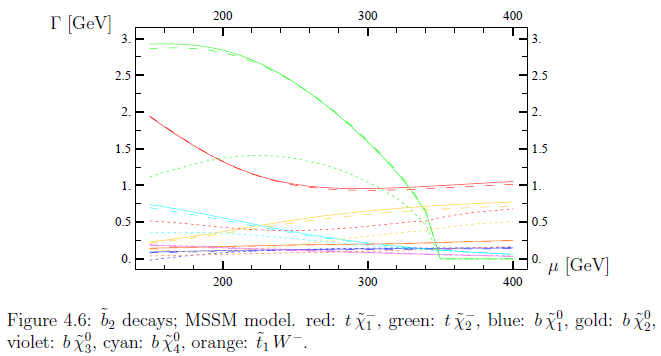 Γ [GeV]
200 300 400
3. 3.
2.5 2.5
2. 2.
1.5 1.5
1. 1.
0.5 0.5
0. 0.
200 300 400
μ [GeV]
Figure 4.6: b̃₂ decays; MSSM model. red: t χ̃₁⁻, green: t χ̃₂⁻, blue: b χ̃₁⁰, gold: b χ̃₂⁰,
violet: b χ̃₃⁰, cyan: b χ̃₄⁰, orange: t̃₁ W⁻.